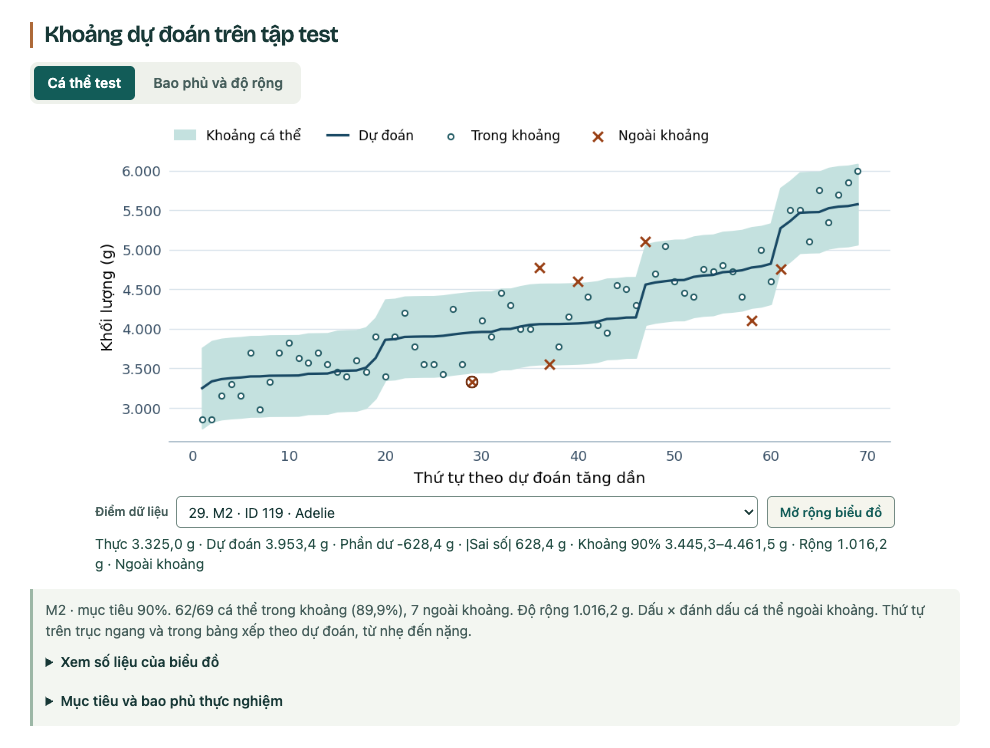 Khoảng dự đoán trên tập test
Cá thể test
Bao phủ và độ rộng
Khoảng cá thể
Dự đoán
Trong khoảng
Ngoài khoảng
Khối lượng (g)
6.000
5.500
5.000
4.500
4.000
3.500
3.000
0 10 20 30 40 50 60 70
Thứ tự theo dự đoán tăng dần
Điểm dữ liệu
29. M2 · ID 119 · Adelie
Mở rộng biểu đồ
Thực 3.325,0 g · Dự đoán 3.953,4 g · Phần dư -628,4 g · |Sai số| 628,4 g · Khoảng 90% 3.445,3–4.461,5 g · Rộng 1.016,2
g · Ngoài khoảng
M2 · mục tiêu 90%. 62/69 cá thể trong khoảng (89,9%), 7 ngoài khoảng. Độ rộng 1.016,2 g. Dấu × đánh dấu cá thể ngoài khoảng. Thứ tự
trên trục ngang và trong bảng xếp theo dự đoán, từ nhẹ đến nặng.
Xem số liệu của biểu đồ
Mục tiêu và bao phủ thực nghiệm